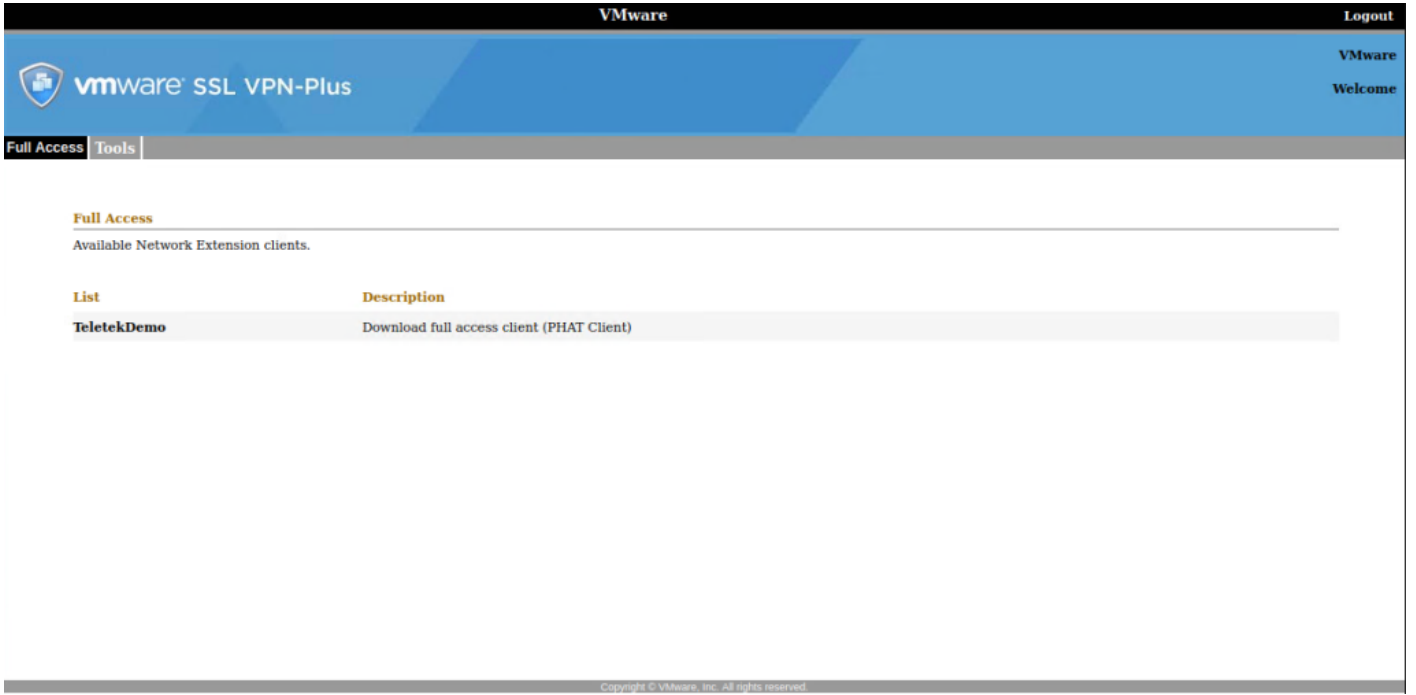 VMware Logout
VMware
vmware SSL VPN-Plus
Welcome
Full Access Tools
Full Access
Available Network Extension clients.
List Description
TeletekDemo Download full access client (PHAT Client)
Copyright © VMware, Inc. All rights reserved.